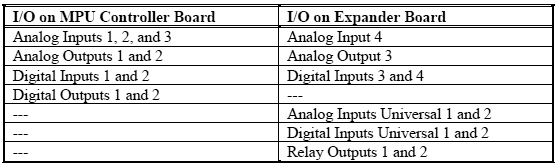 I/O on MPU Controller Board I/O on Expander Board
Analog Inputs 1, 2, and 3 Analog Input 4
Analog Outputs 1 and 2 Analog Output 3
Digital Inputs 1 and 2 Digital Inputs 3 and 4
Digital Outputs 1 and 2 ---
--- Analog Inputs Universal 1 and 2
--- Digital Inputs Universal 1 and 2
--- Relay Outputs 1 and 2